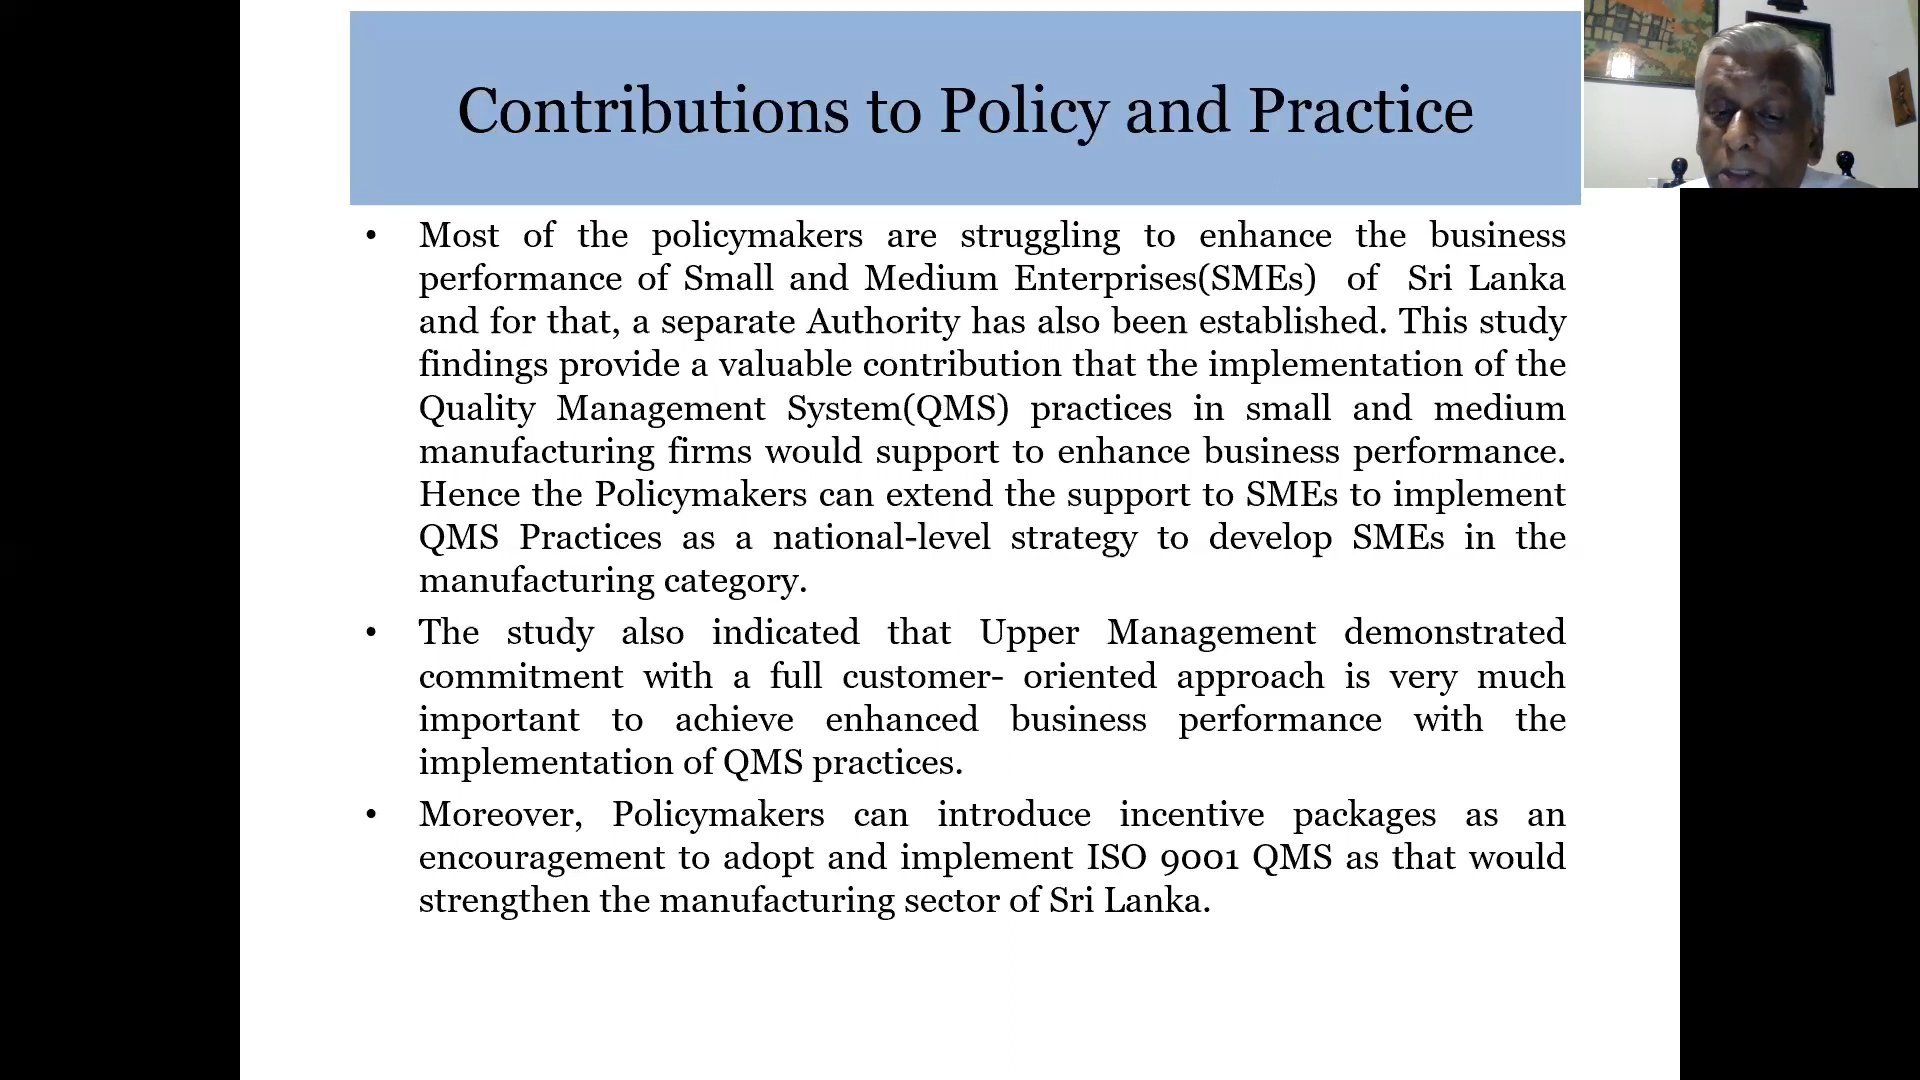 Contributions to Policy and Practice
• Most of the policymakers are struggling to enhance the business
performance of Small and Medium Enterprises(SMEs) of Sri Lanka
and for that, a separate Authority has also been established. This study
findings provide a valuable contribution that the implementation of the
Quality Management System(QMS) practices in small and medium
manufacturing firms would support to enhance business performance.
Hence the Policymakers can extend the support to SMEs to implement
QMS Practices as a national-level strategy to develop SMEs in the
manufacturing category.
• The study also indicated that Upper Management demonstrated
commitment with a full customer- oriented approach is very much
important to achieve enhanced business performance with the
implementation of QMS practices.
• Moreover, Policymakers can introduce incentive packages as an
encouragement to adopt and implement ISO 9001 QMS as that would
strengthen the manufacturing sector of Sri Lanka.